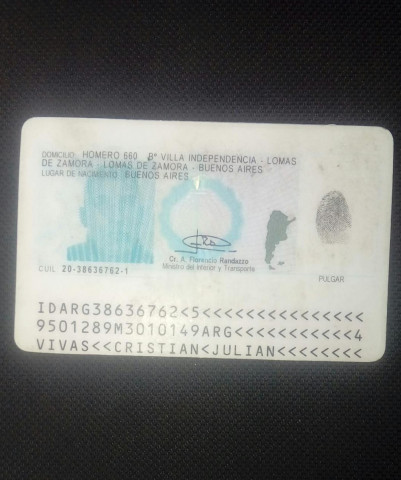 DOMICILIO: HOMERO 660 Bº VILLA INDEPENDENCIA - LOMAS
DE ZAMORA - LOMAS DE ZAMORA - BUENOS AIRES
LUGAR DE NACIMIENTO: BUENOS AIRES
Cr. A. Florencio Randazzo
Ministro del Interior y Transporte
CUIL: 20-38636762-1
PULGAR
IDARG38636762<5<<<<<<<<<<<<<<<
9501289M3010149ARG<<<<<<<<<<<4
VIVAS<<CRISTIAN<JULIAN<<<<<<<<